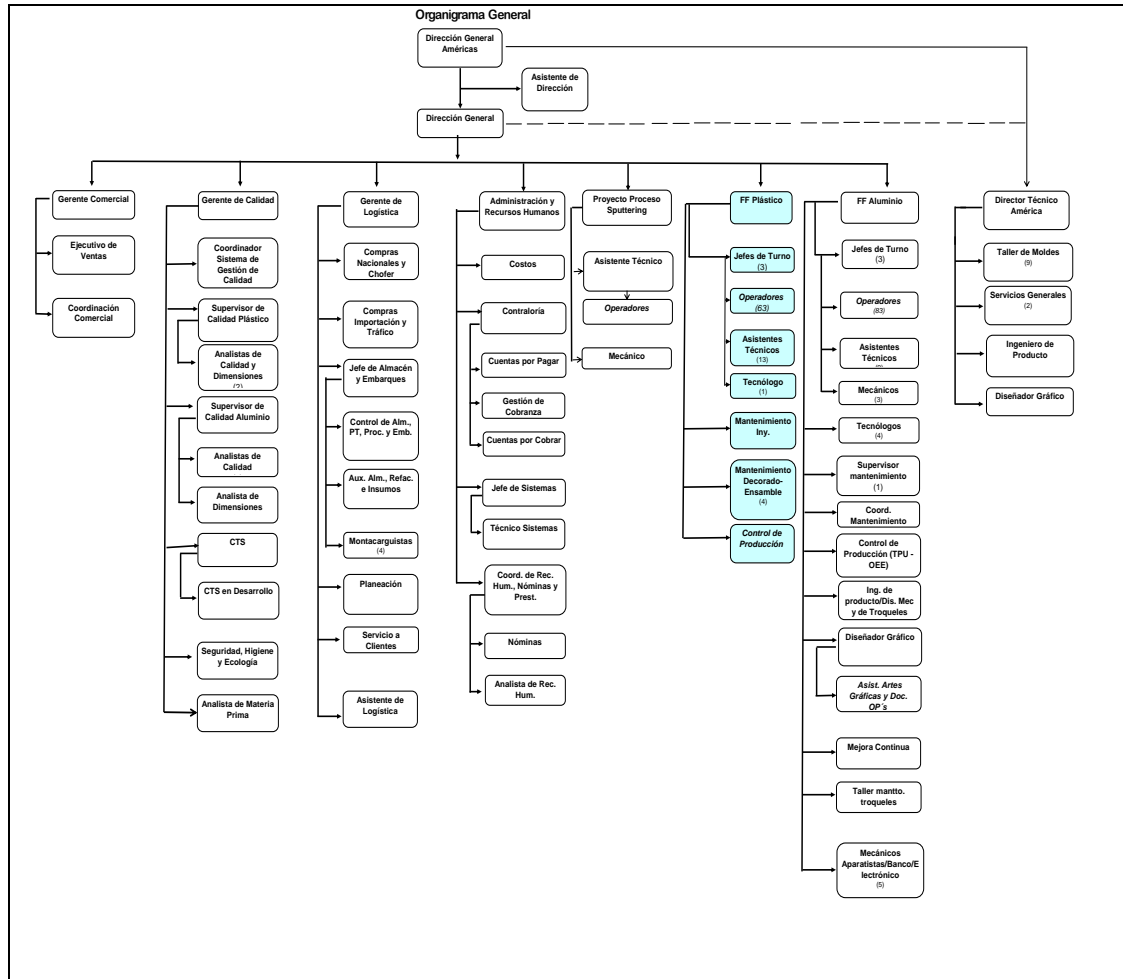 Organigrama General
Dirección General
Américas
Asistente de
Dirección
Dirección General
Gerente Comercial
Ejecutivo de
Ventas
Coordinación
Comercial
Gerente de Calidad
Coordinador
Sistema de
Gestión de
Calidad
Supervisor de
Calidad Plástico
Analistas de
Calidad y
Dimensiones
(2)
Supervisor de
Calidad Aluminio
Analistas de
Calidad
Analista de
Dimensiones
CTS
CTS en Desarrollo
Seguridad, Higiene
y Ecología
Analista de Materia
Prima
Gerente de
Logística
Compras
Nacionales y
Chofer
Compras
Importación y
Tráfico
Jefe de Almacén
y Embarques
Control de Alm.,
PT, Proc. y Emb.
Aux. Alm., Refac.
e Insumos
Montacarguistas
(4)
Planeación
Servicio a
Clientes
Asistente de
Logística
Administración y
Recursos Humanos
Costos
Contraloría
Cuentas por Pagar
Gestión de
Cobranza
Cuentas por Cobrar
Jefe de Sistemas
Técnico Sistemas
Coord. de Rec.
Hum., Nóminas y
Prest.
Nóminas
Analista de Rec.
Hum.
Proyecto Proceso
Sputtering
Asistente Técnico
Operadores
Mecánico
FF Plástico
Jefes de Turno
(3)
Operadores
(63)
Asistentes
Técnicos
(13)
Tecnólogo
(1)
Mantenimiento
Iny.
Mantenimiento
Decorado-
Ensamble
(4)
Control de
Producción
FF Aluminio
Jefes de Turno
(3)
Operadores
(83)
Asistentes
Técnicos
Mecánicos
(3)
Tecnólogos
(4)
Supervisor
mantenimiento
(1)
Coord.
Mantenimiento
Control de
Producción (TPU -
OEE)
Ing. de
producto/Dis. Mec
y de Troqueles
Diseñador Gráfico
Asist. Artes
Gráficas y Doc.
OP´s
Mejora Continua
Taller mantto.
troqueles
Mecánicos
Aparatistas/Banco/E
lectrónico
(5)
Director Técnico
América
Taller de Moldes
(9)
Servicios Generales
(2)
Ingeniero de
Producto
Diseñador Gráfico